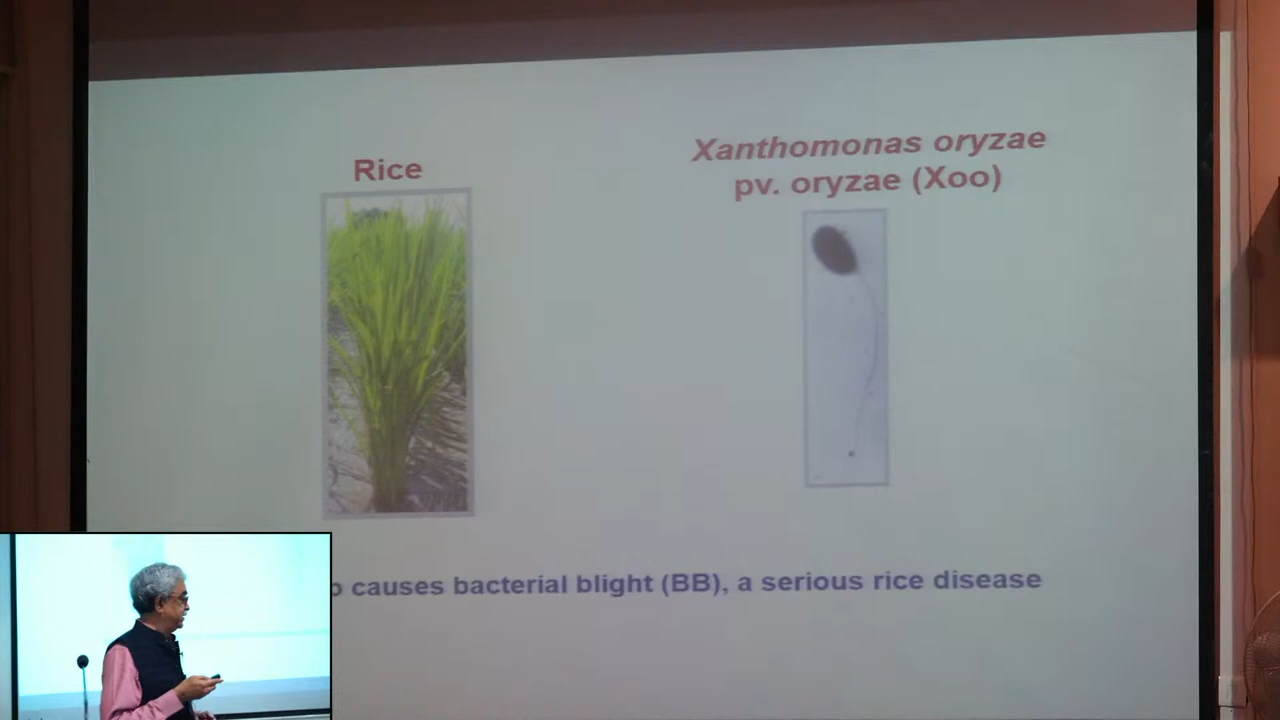 Rice
Xanthomonas oryzae
pv. oryzae (Xoo)
causes bacterial blight (BB), a serious rice disease